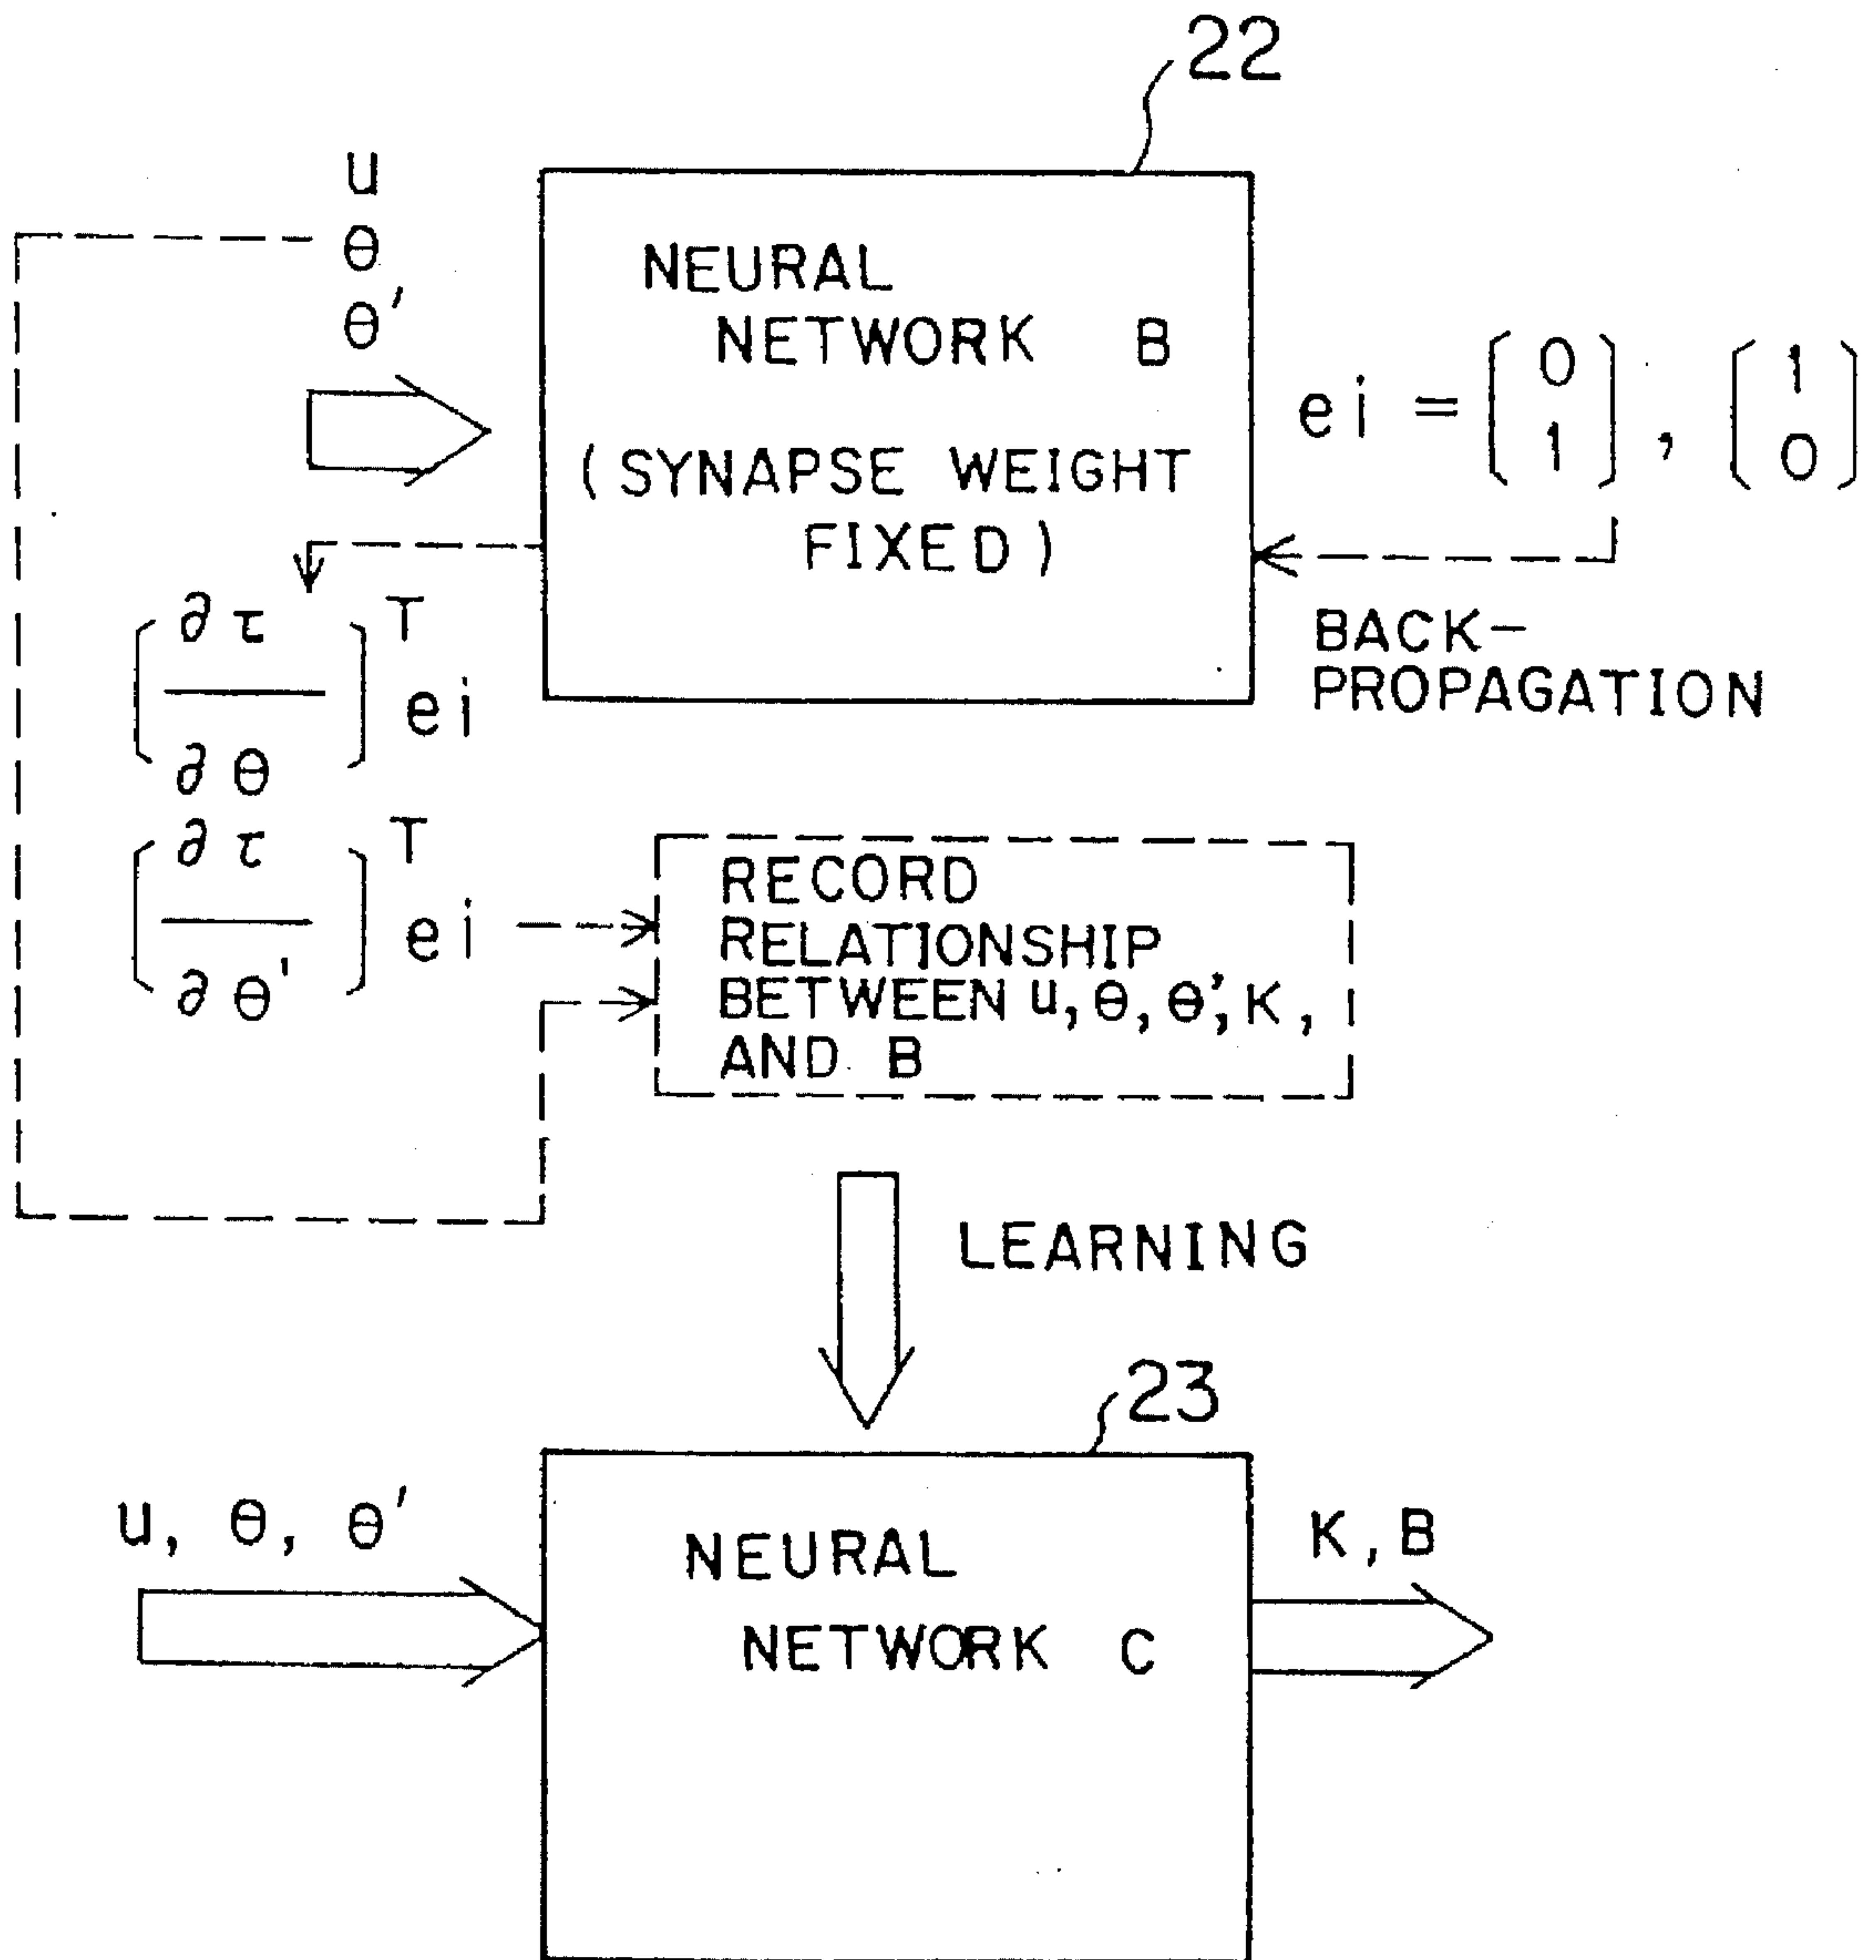 22
u
θ
θ'
NEURAL
NETWORK B
(SYNAPSE WEIGHT
FIXED)
ei = [0 1], [1 0]
BACK-
PROPAGATION
[∂τ/∂θ]ᵀ ei
[∂τ/∂θ']ᵀ ei
RECORD
RELATIONSHIP
BETWEEN u, θ, θ', K,
AND B
LEARNING
23
u, θ, θ'
NEURAL
NETWORK C
K, B